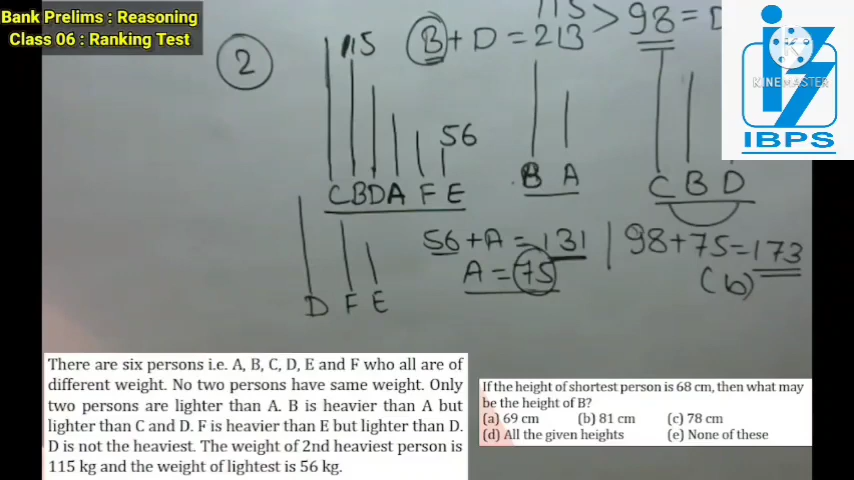 Bank Prelims : Reasoning
Class 06 : Ranking Test
2
115
B + D = 213
115 > 98 = D
56
C B D A F E
B A
C B D
D F E
56 + A = 131
A = 75
98 + 75 = 173
(b)
KINEMASTER
IBPS
There are six persons i.e. A, B, C, D, E and F who all are of
different weight. No two persons have same weight. Only
two persons are lighter than A. B is heavier than A but
lighter than C and D. F is heavier than E but lighter than D.
D is not the heaviest. The weight of 2nd heaviest person is
115 kg and the weight of lightest is 56 kg.
If the height of shortest person is 68 cm, then what may
be the height of B?
(a) 69 cm (b) 81 cm (c) 78 cm
(d) All the given heights (e) None of these